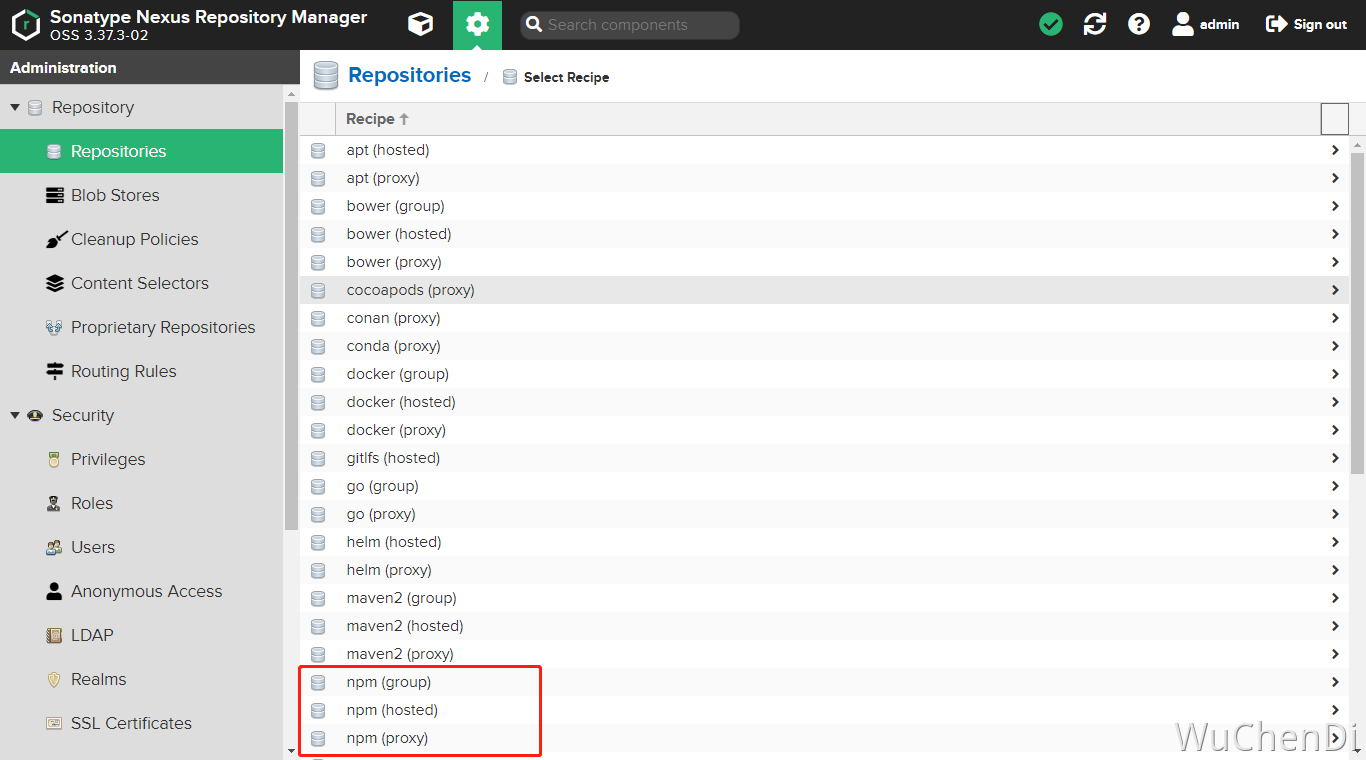 Sonatype Nexus Repository Manager
OSS 3.37.3-02
Search components
admin
Sign out
Administration
Repository
Repositories
Blob Stores
Cleanup Policies
Content Selectors
Proprietary Repositories
Routing Rules
Security
Privileges
Roles
Users
Anonymous Access
LDAP
Realms
SSL Certificates
Repositories / Select Recipe
Recipe
apt (hosted)
apt (proxy)
bower (group)
bower (hosted)
bower (proxy)
cocoapods (proxy)
conan (proxy)
conda (proxy)
docker (group)
docker (hosted)
docker (proxy)
gitlfs (hosted)
go (group)
go (proxy)
helm (hosted)
helm (proxy)
maven2 (group)
maven2 (hosted)
maven2 (proxy)
npm (group)
npm (hosted)
npm (proxy)
WuChenDi